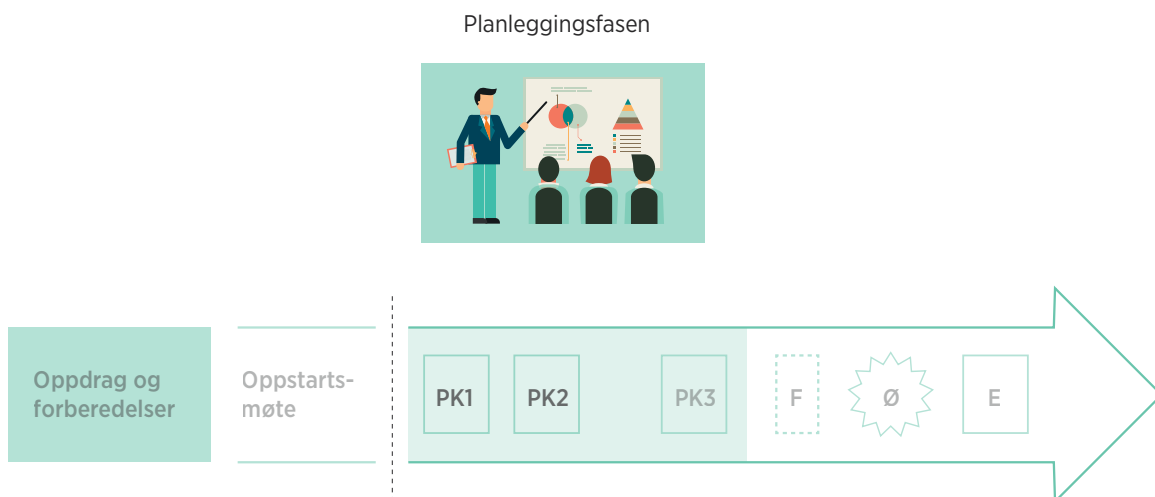 Planleggingsfasen
Oppdrag og
forberedelser
Oppstarts-
møte
PK1
PK2
PK3
F
Ø
E